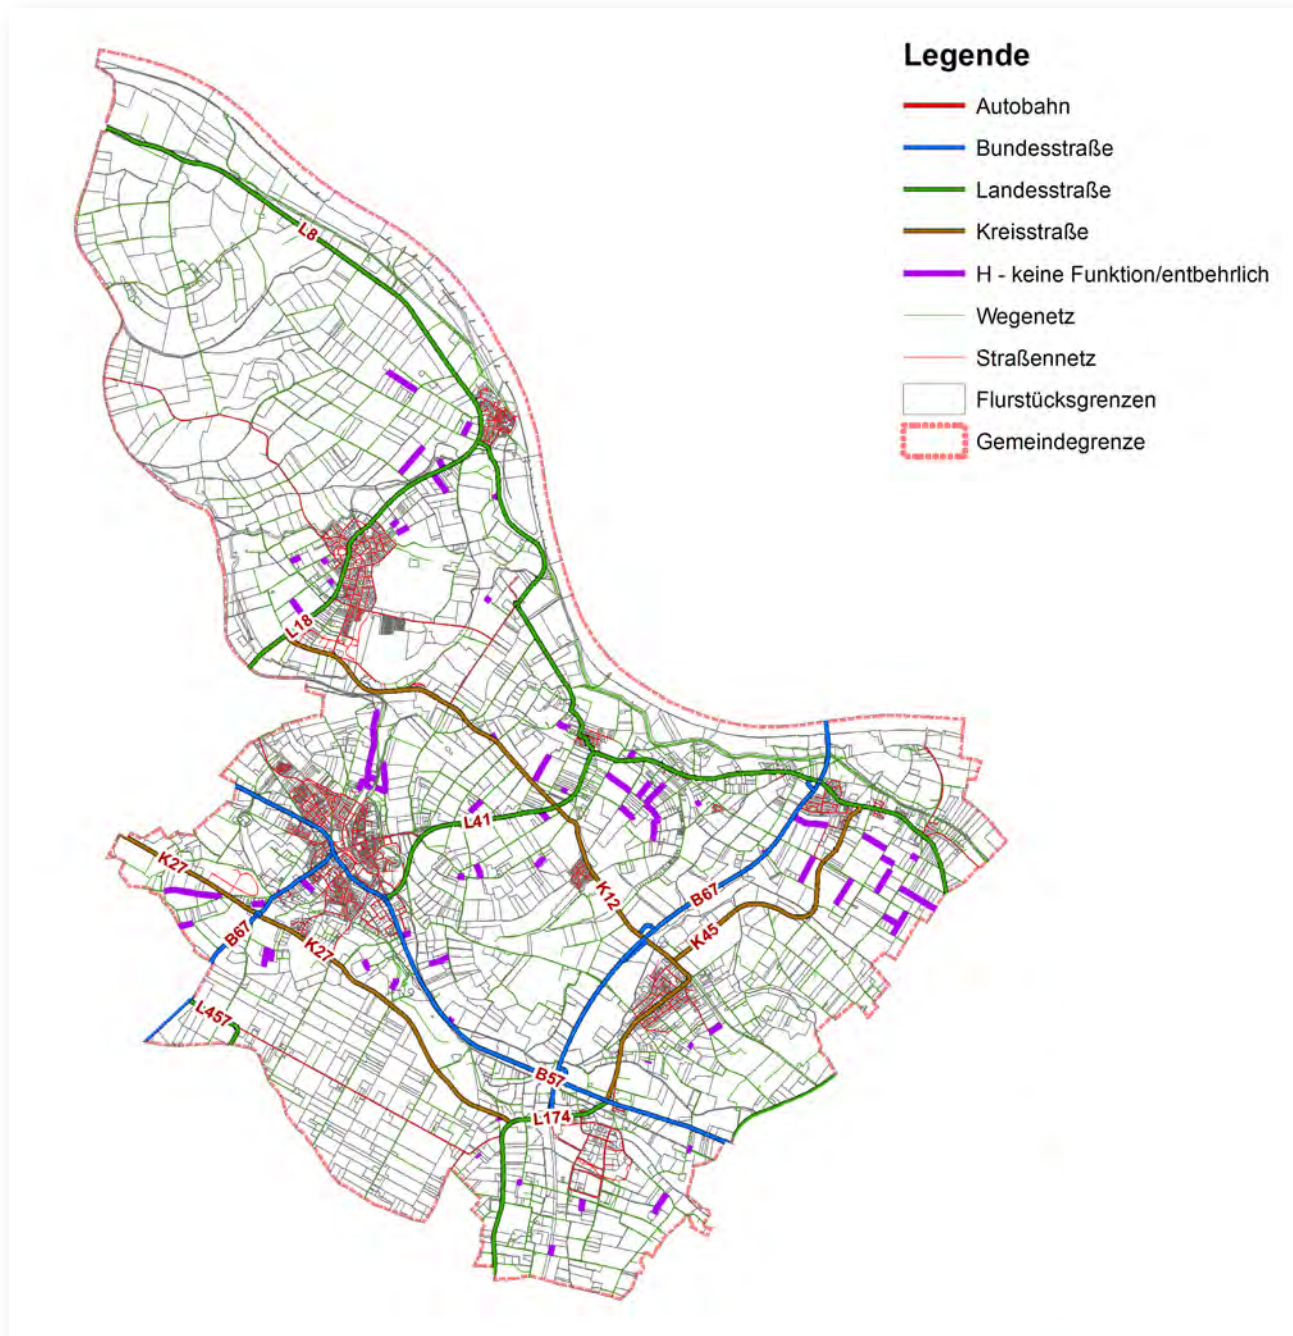 Legende
Autobahn
Bundesstraße
Landesstraße
Kreisstraße
H - keine Funktion/entbehrlich
Wegenetz
Straßennetz
Flurstücksgrenzen
Gemeindegrenze
L8
L18
L41
K27
K12
B67
K45
B67
K27
L457
B57
L174